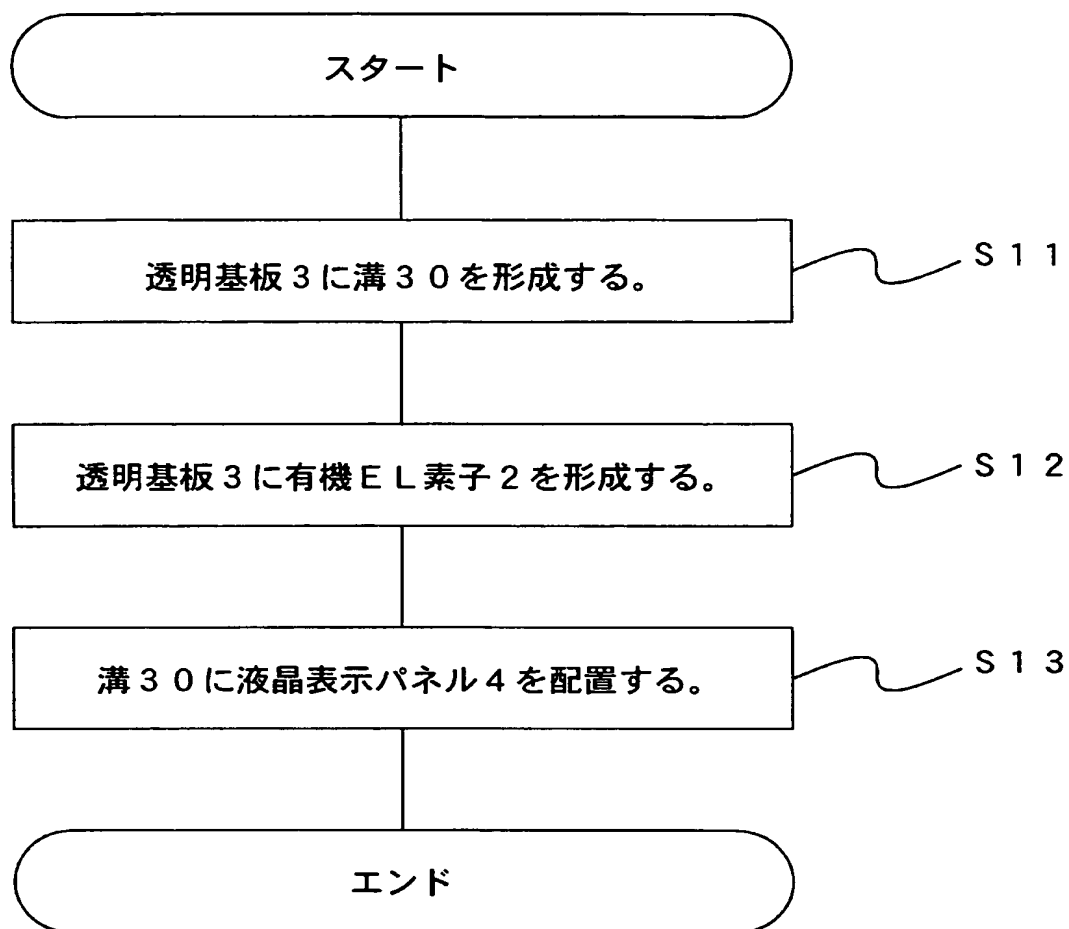 スタート
透明基板3に溝30を形成する。
S11
透明基板3に有機EL素子2を形成する。
S12
溝30に液晶表示パネル4を配置する。
S13
エンド